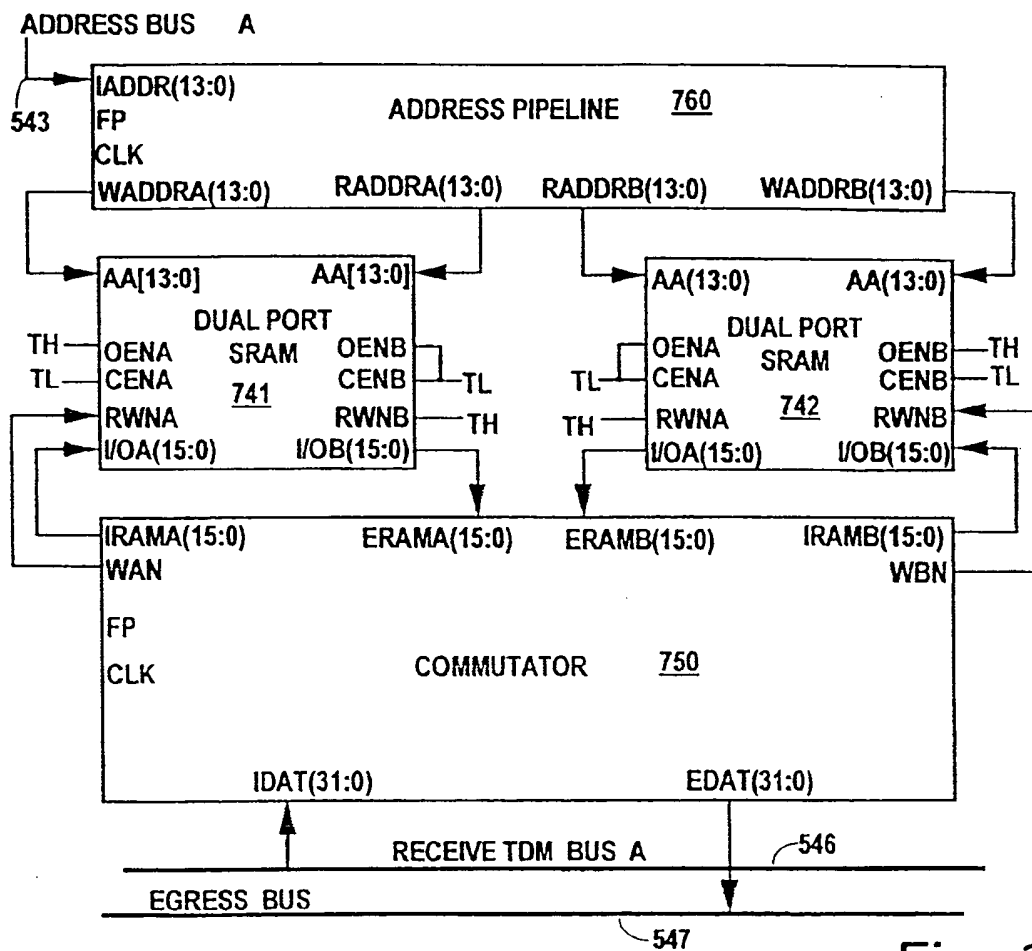 ADDRESS BUS A
543
IADDR(13:0)
FP
CLK
ADDRESS PIPELINE 760
WADDRA(13:0) RADDRA(13:0) RADDRB(13:0) WADDRB(13:0)
AA[13:0] AA[13:0]
DUAL PORT
SRAM
741
TH OENA OENB
TL CENA CENB TL
RWNA RWNB TH
I/OA(15:0) I/OB(15:0)
AA(13:0) AA(13:0)
DUAL PORT
SRAM
742
OENA OENB TH
TL CENA CENB TL
TH RWNA RWNB
I/OA(15:0) I/OB(15:0)
IRAMA(15:0) ERAMA(15:0) ERAMB(15:0) IRAMB(15:0)
WAN WBN
FP
CLK
COMMUTATOR 750
IDAT(31:0) EDAT(31:0)
RECEIVE TDM BUS A 546
EGRESS BUS
547